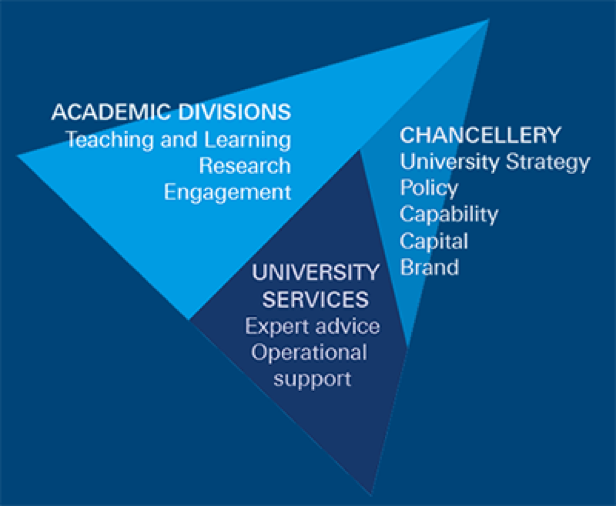 ACADEMIC DIVISIONS
Teaching and Learning
Research
Engagement
CHANCELLERY
University Strategy
Policy
Capability
Capital
Brand
UNIVERSITY
SERVICES
Expert advice
Operational
support